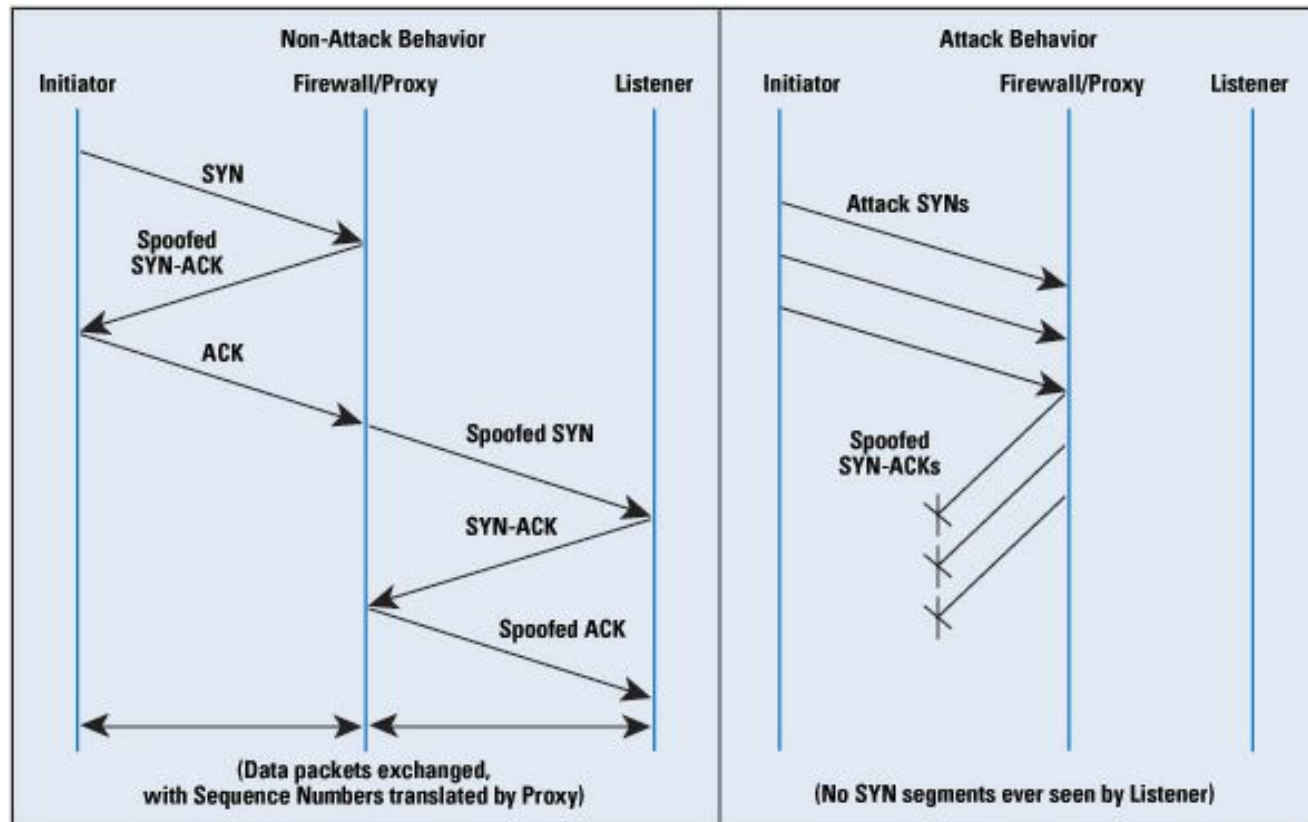 Non-Attack Behavior
Initiator
Firewall/Proxy
Listener
SYN
Spoofed
SYN-ACK
ACK
Spoofed SYN
SYN-ACK
Spoofed ACK
(Data packets exchanged,
with Sequence Numbers translated by Proxy)
Attack Behavior
Initiator
Firewall/Proxy
Listener
Attack SYNs
Spoofed
SYN-ACKs
(No SYN segments ever seen by Listener)